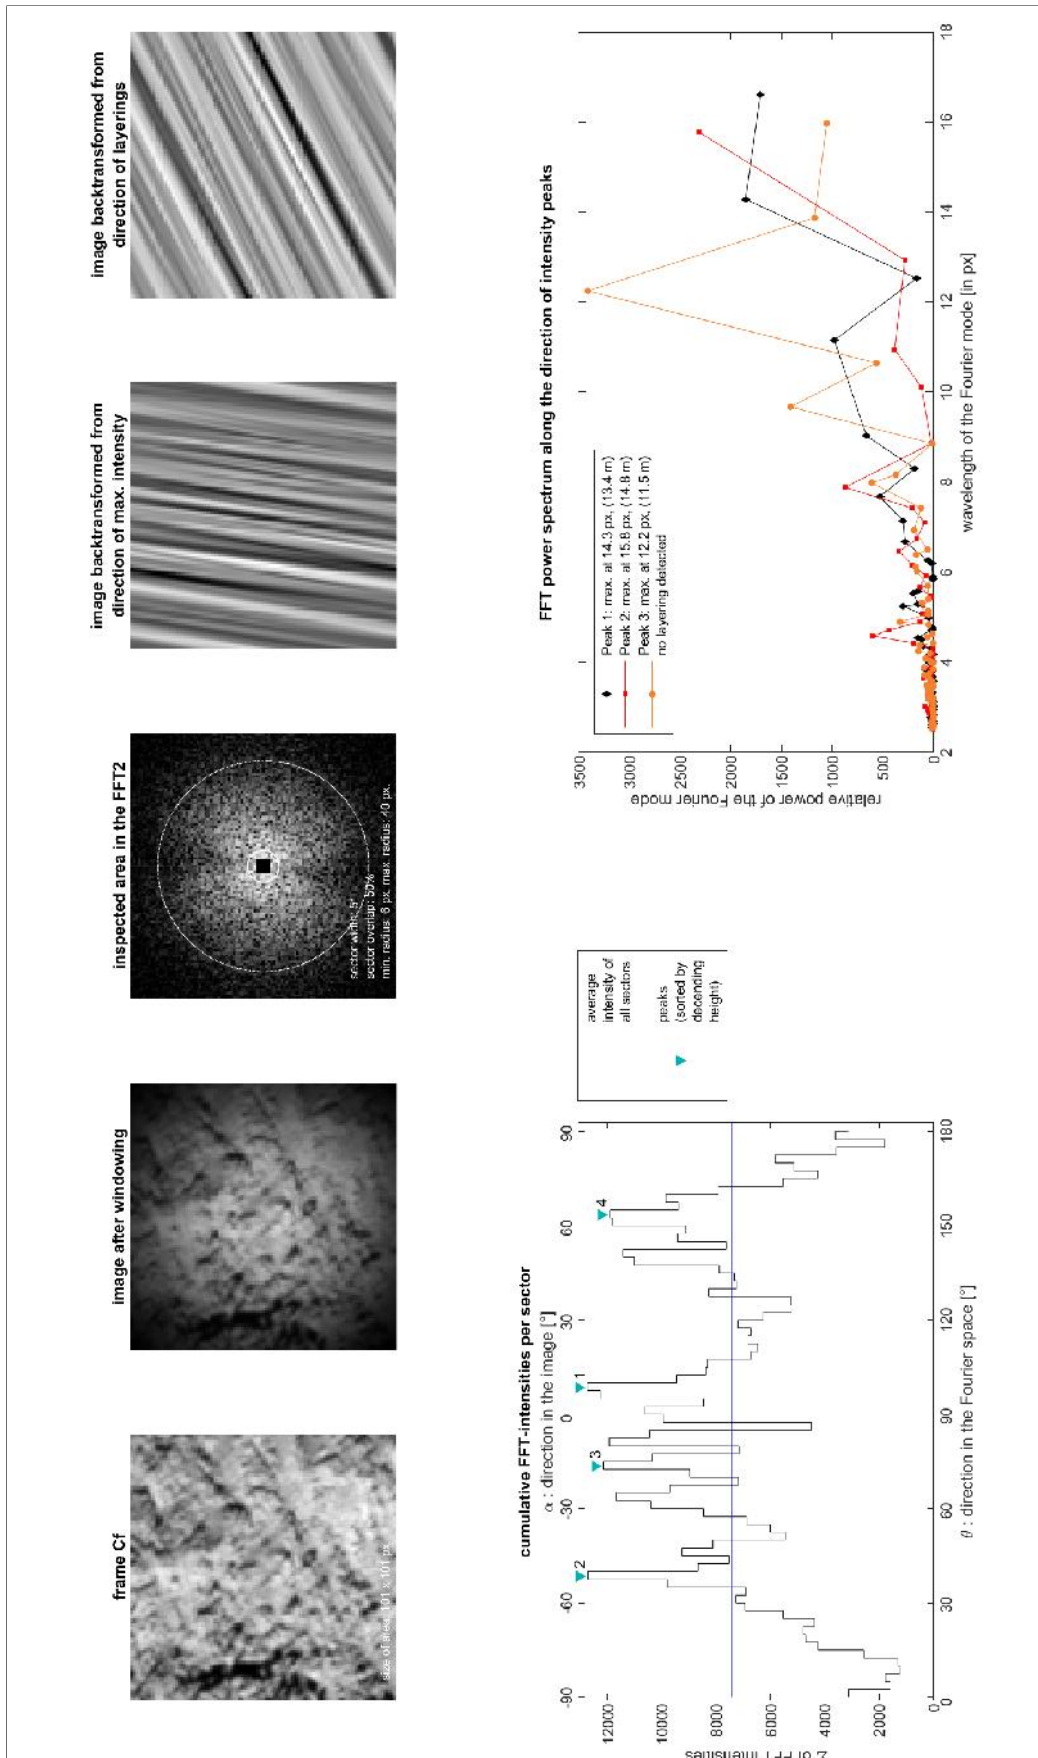 frame Cf
size of area: 101 x 101 px
image after windowing
inspected area in the FFT2
sector width: 5°
sector overlap: 50%
min. radius: 6 px, max. radius: 40 px.
image backtransformed from
direction of max. intensity
image backtransformed from
direction of layerings
cumulative FFT-intensities per sector
α : direction in the image [°]
-90 -60 -30 0 30 60 90
2 3 1 4
12000
10000
8000
6000
4000
2000
Σ of FFT intensities
0 30 60 90 120 150 180
θ : direction in the Fourier space [°]
average
intensity of
all sectors
peaks
(sorted by
decending
height)
FFT power spectrum along the direction of intensity peaks
Peak 1: max. at 14.3 px, (13.4 m)
Peak 2: max. at 15.8 px, (14.8 m)
Peak 3: max. at 12.2 px, (11.5 m)
no layering detected
3500
3000
2500
2000
1500
1000
500
0
relative power of the Fourier mode
2 4 6 8 10 12 14 16 18
wavelength of the Fourier mode [in px]